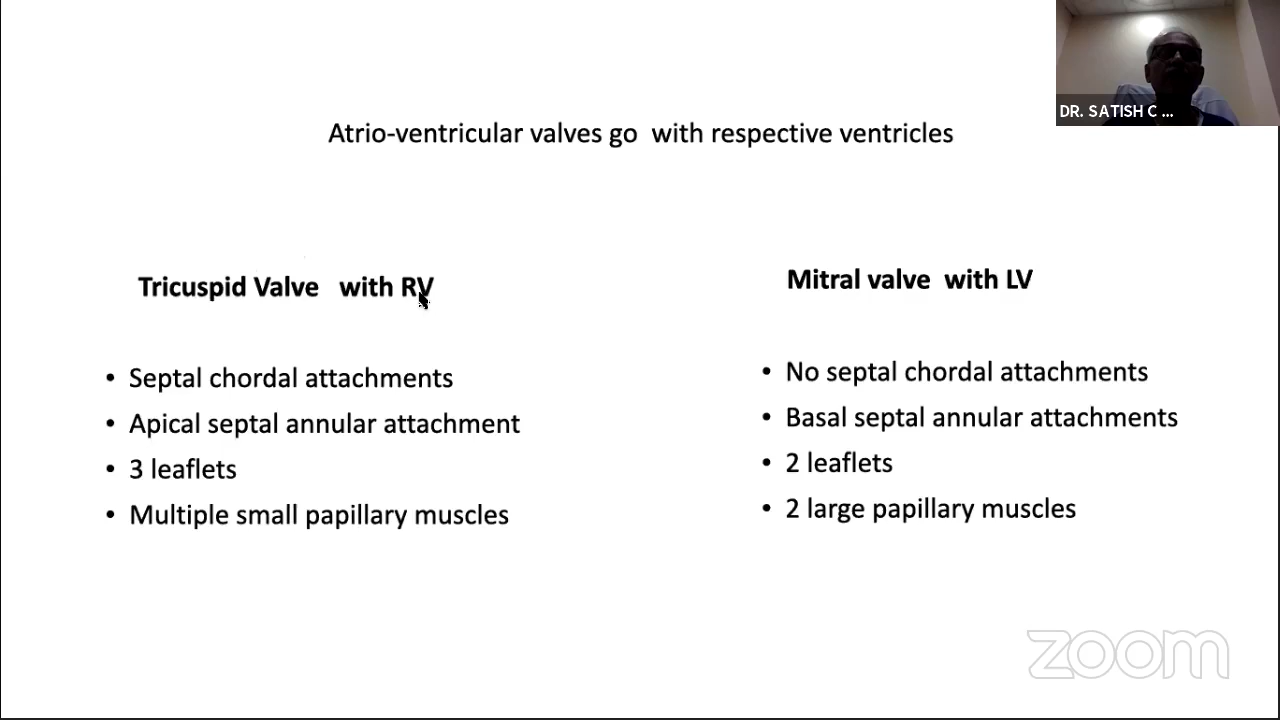 DR. SATISH C ...
Atrio-ventricular valves go with respective ventricles
Tricuspid Valve with RV
• Septal chordal attachments
• Apical septal annular attachment
• 3 leaflets
• Multiple small papillary muscles
Mitral valve with LV
• No septal chordal attachments
• Basal septal annular attachments
• 2 leaflets
• 2 large papillary muscles
zoom